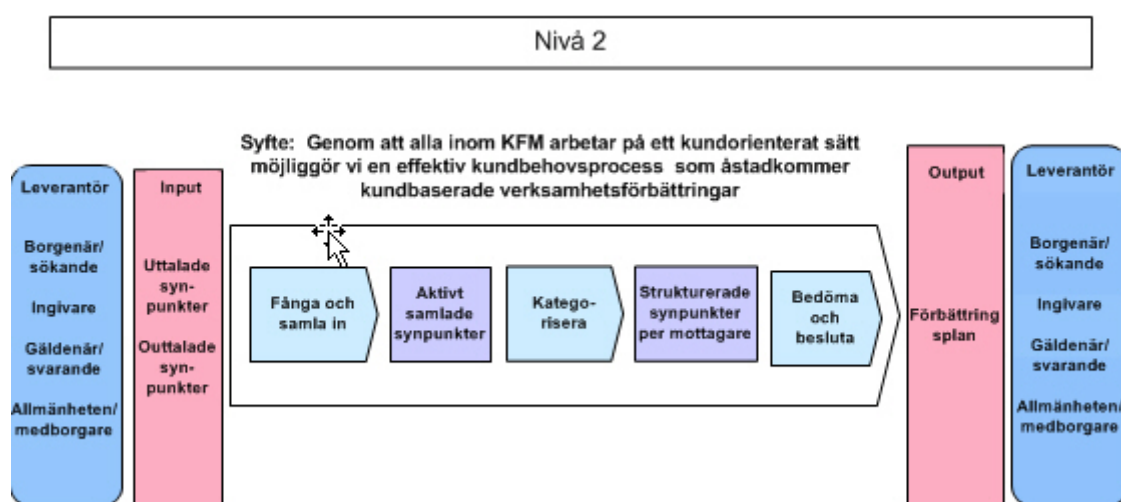 Nivå 2
Syfte: Genom att alla inom KFM arbetar på ett kundorienterat sätt
möjliggör vi en effektiv kundbehovsprocess som åstadkommer
kundbaserade verksamhetsförbättringar
Leverantör
Borgenär/
sökande
Ingivare
Gäldenär/
svarande
Allmänheten/
medborgare
Input
Uttalade
syn-
punkter
Outtalade
syn-
punkter
Fånga och
samla in
Aktivt
samlade
synpunkter
Katego-
risera
Strukturerade
synpunkter
per mottagare
Bedöma
och
besluta
Output
Förbättring
splan
Leverantör
Borgenär/
sökande
Ingivare
Gäldenär/
svarande
Allmänheten/
medborgare